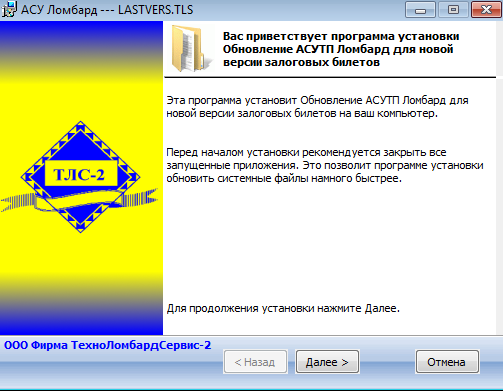 АСУ Ломбард --- LASTVERS.TLS
Вас приветствует программа установки
Обновление АСУТП Ломбард для новой
версии залоговых билетов
Эта программа установит Обновление АСУТП Ломбард для
новой версии залоговых билетов на ваш компьютер.
Перед началом установки рекомендуется закрыть все
запущенные приложения. Это позволит программе установки
обновить системные файлы намного быстрее.
ТЛС-2
Для продолжения установки нажмите Далее.
ООО Фирма ТехноЛомбардСервис-2
< Назад
Далее >
Отмена